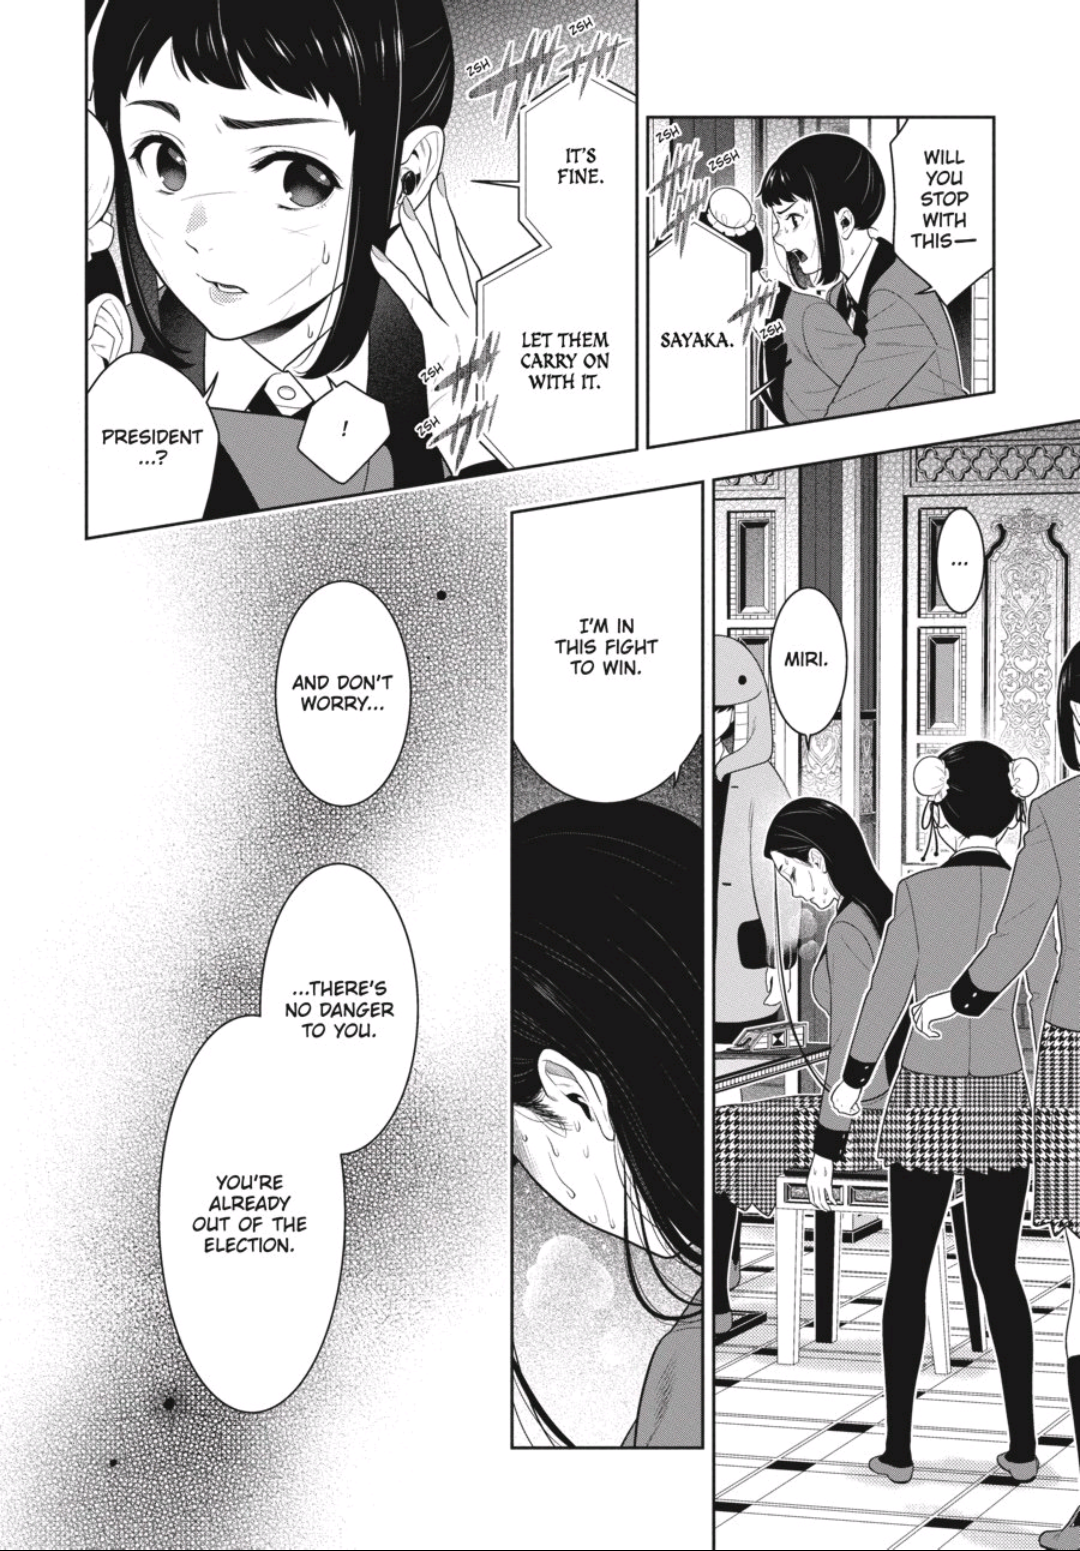 WILL
YOU
STOP
WITH
THIS—
ZSH
ZSSH
ZSH
SAYAKA.
ZSH
ZSH
IT'S
FINE.
LET THEM
CARRY ON
WITH IT.
ZSH
ZSH
!
PRESIDENT
...?
...
MIRI.
I'M IN
THIS FIGHT
TO WIN.
AND DON'T
WORRY...
...THERE'S
NO DANGER
TO YOU.
YOU'RE
ALREADY
OUT OF THE
ELECTION.